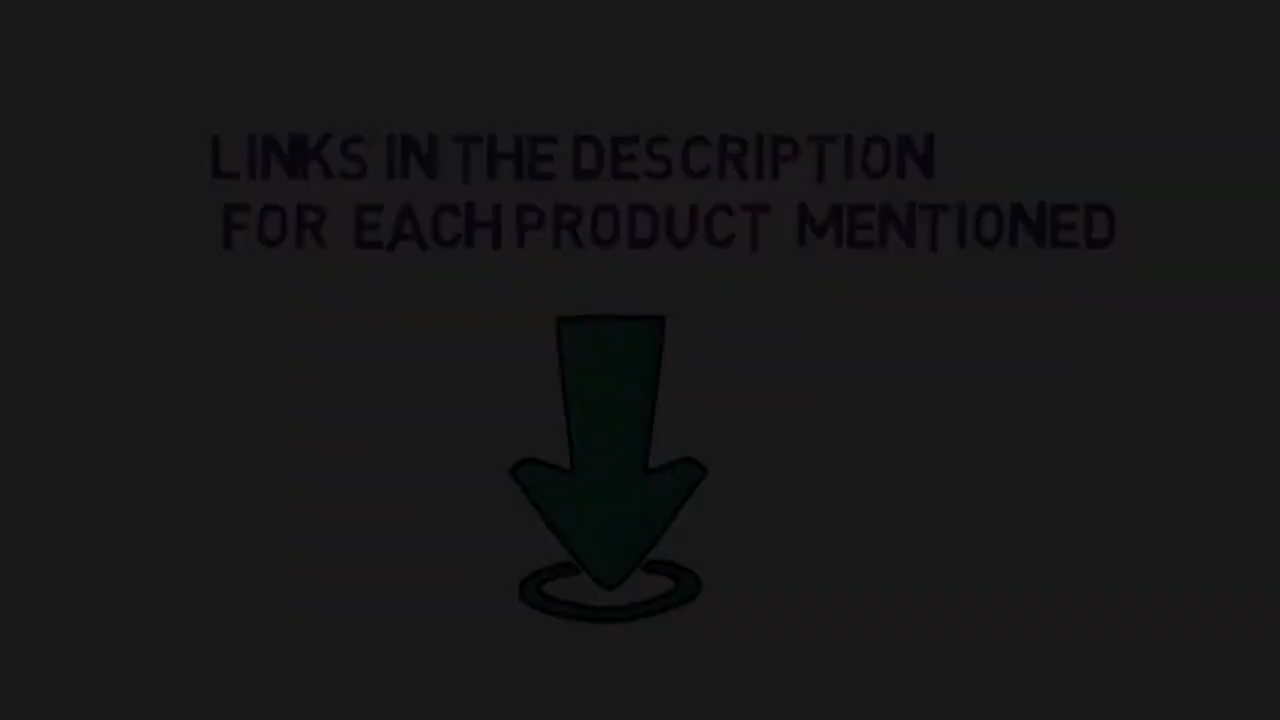 LINKS IN THE DESCRIPTION
FOR EACH PRODUCT MENTIONED